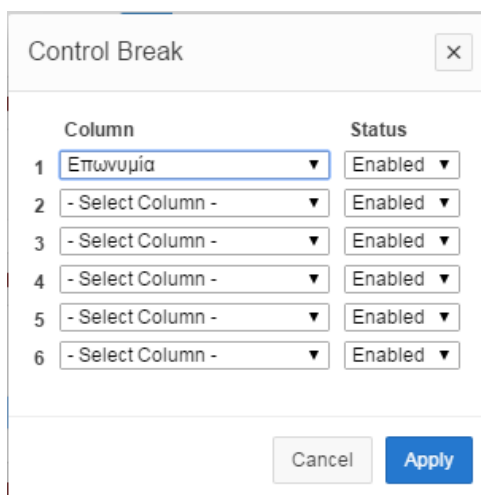 Control Break
Column Status
1 Επωνυμία Enabled
2 - Select Column - Enabled
3 - Select Column - Enabled
4 - Select Column - Enabled
5 - Select Column - Enabled
6 - Select Column - Enabled
Cancel Apply